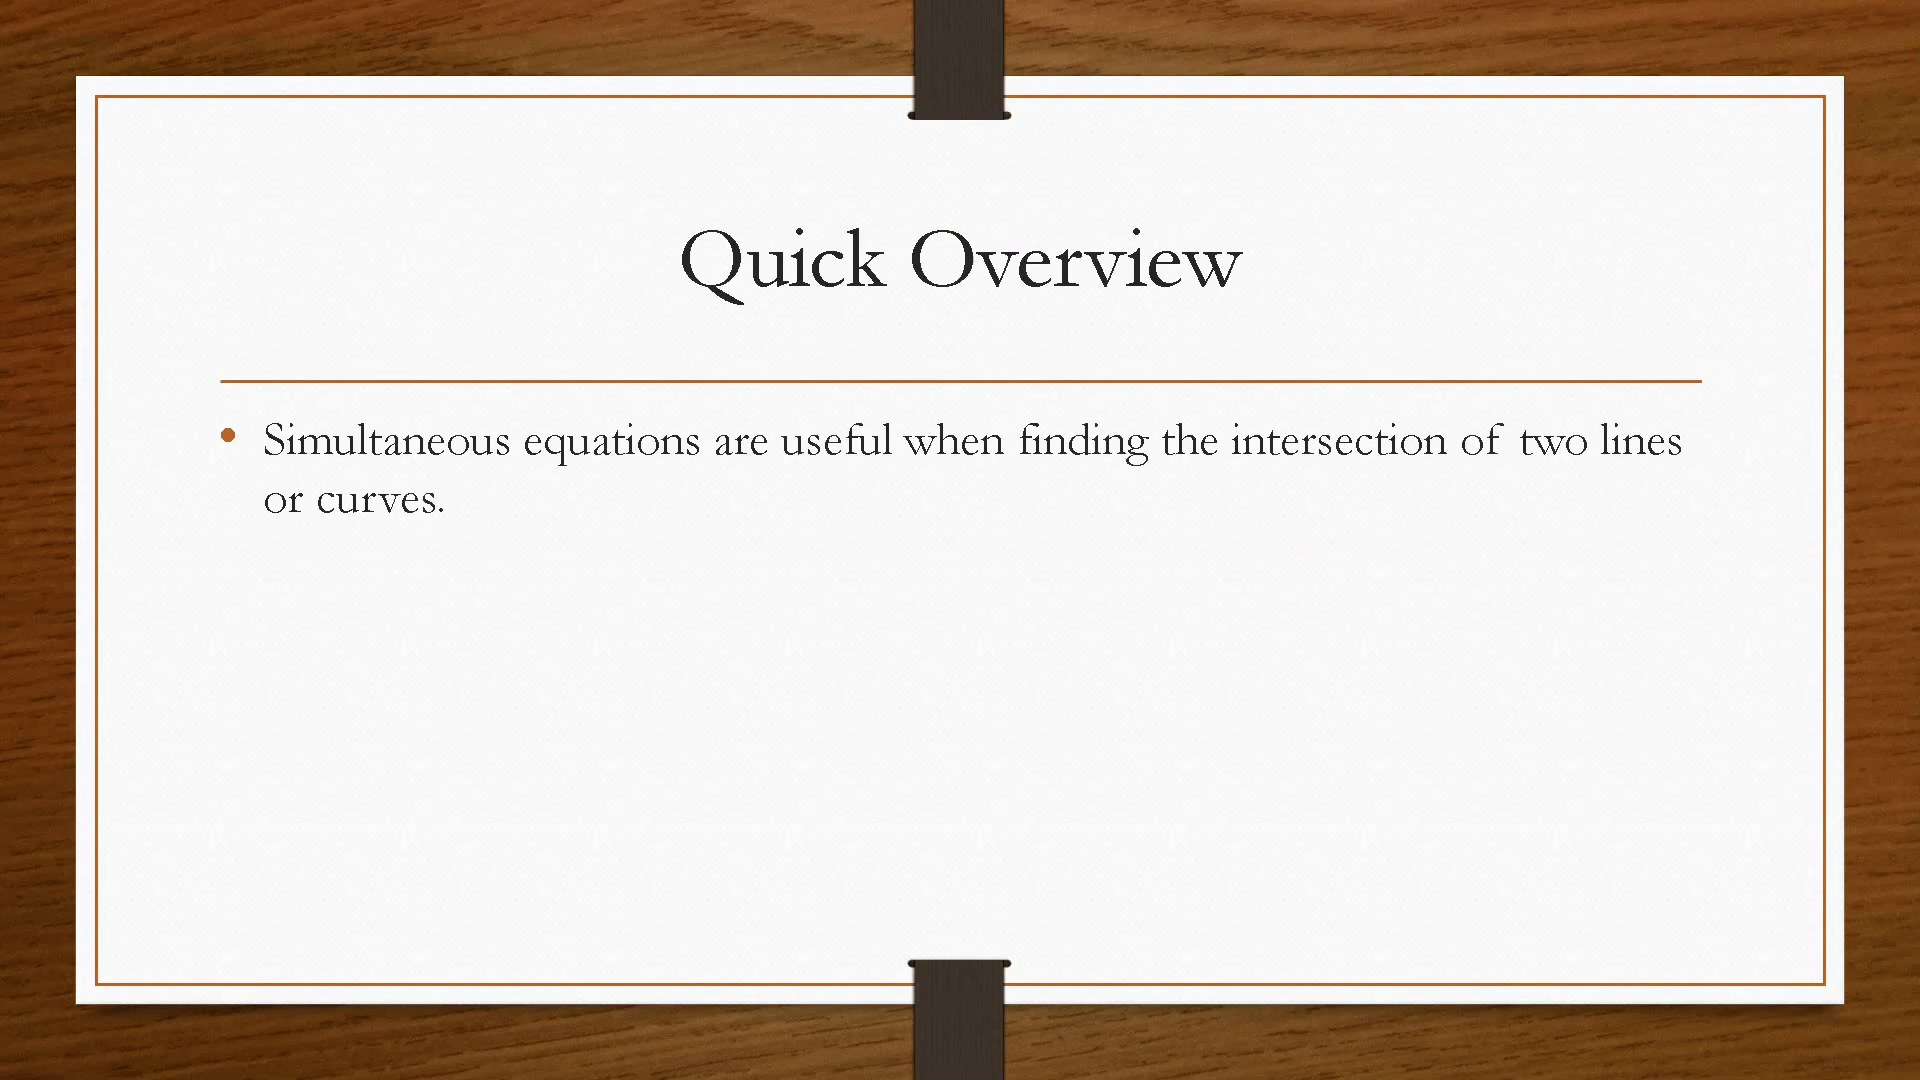 Quick Overview
• Simultaneous equations are useful when finding the intersection of two lines
or curves.